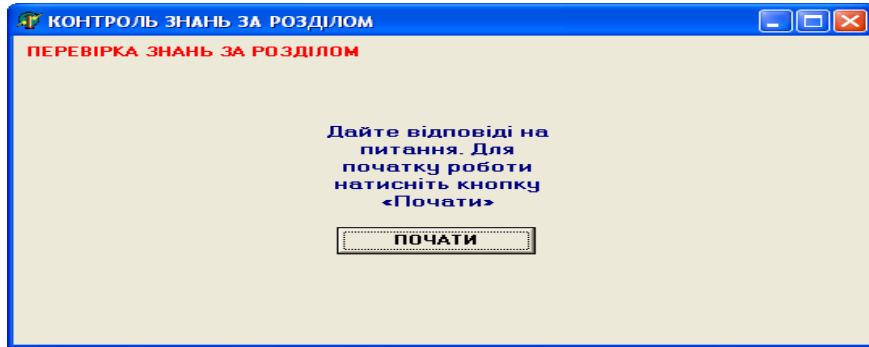 КОНТРОЛЬ ЗНАНЬ ЗА РОЗДІЛОМ
ПЕРЕВІРКА ЗНАНЬ ЗА РОЗДІЛОМ
Дайте відповіді на
питання. Для
початку роботи
натисніть кнопку
«Почати»
ПОЧАТИ